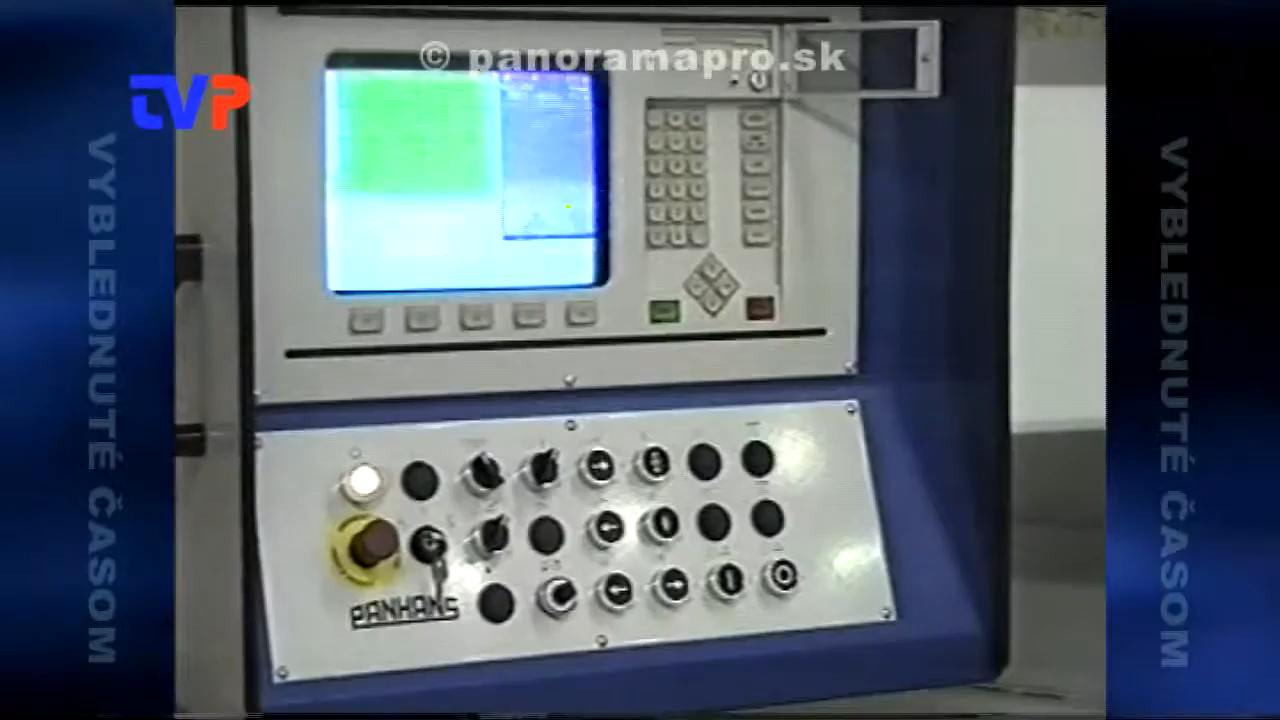 © panoramapro.sk
TVP
VYBLEDNUTÉ ČASOM
VYBLEDNUTÉ ČASOM
PANHANS